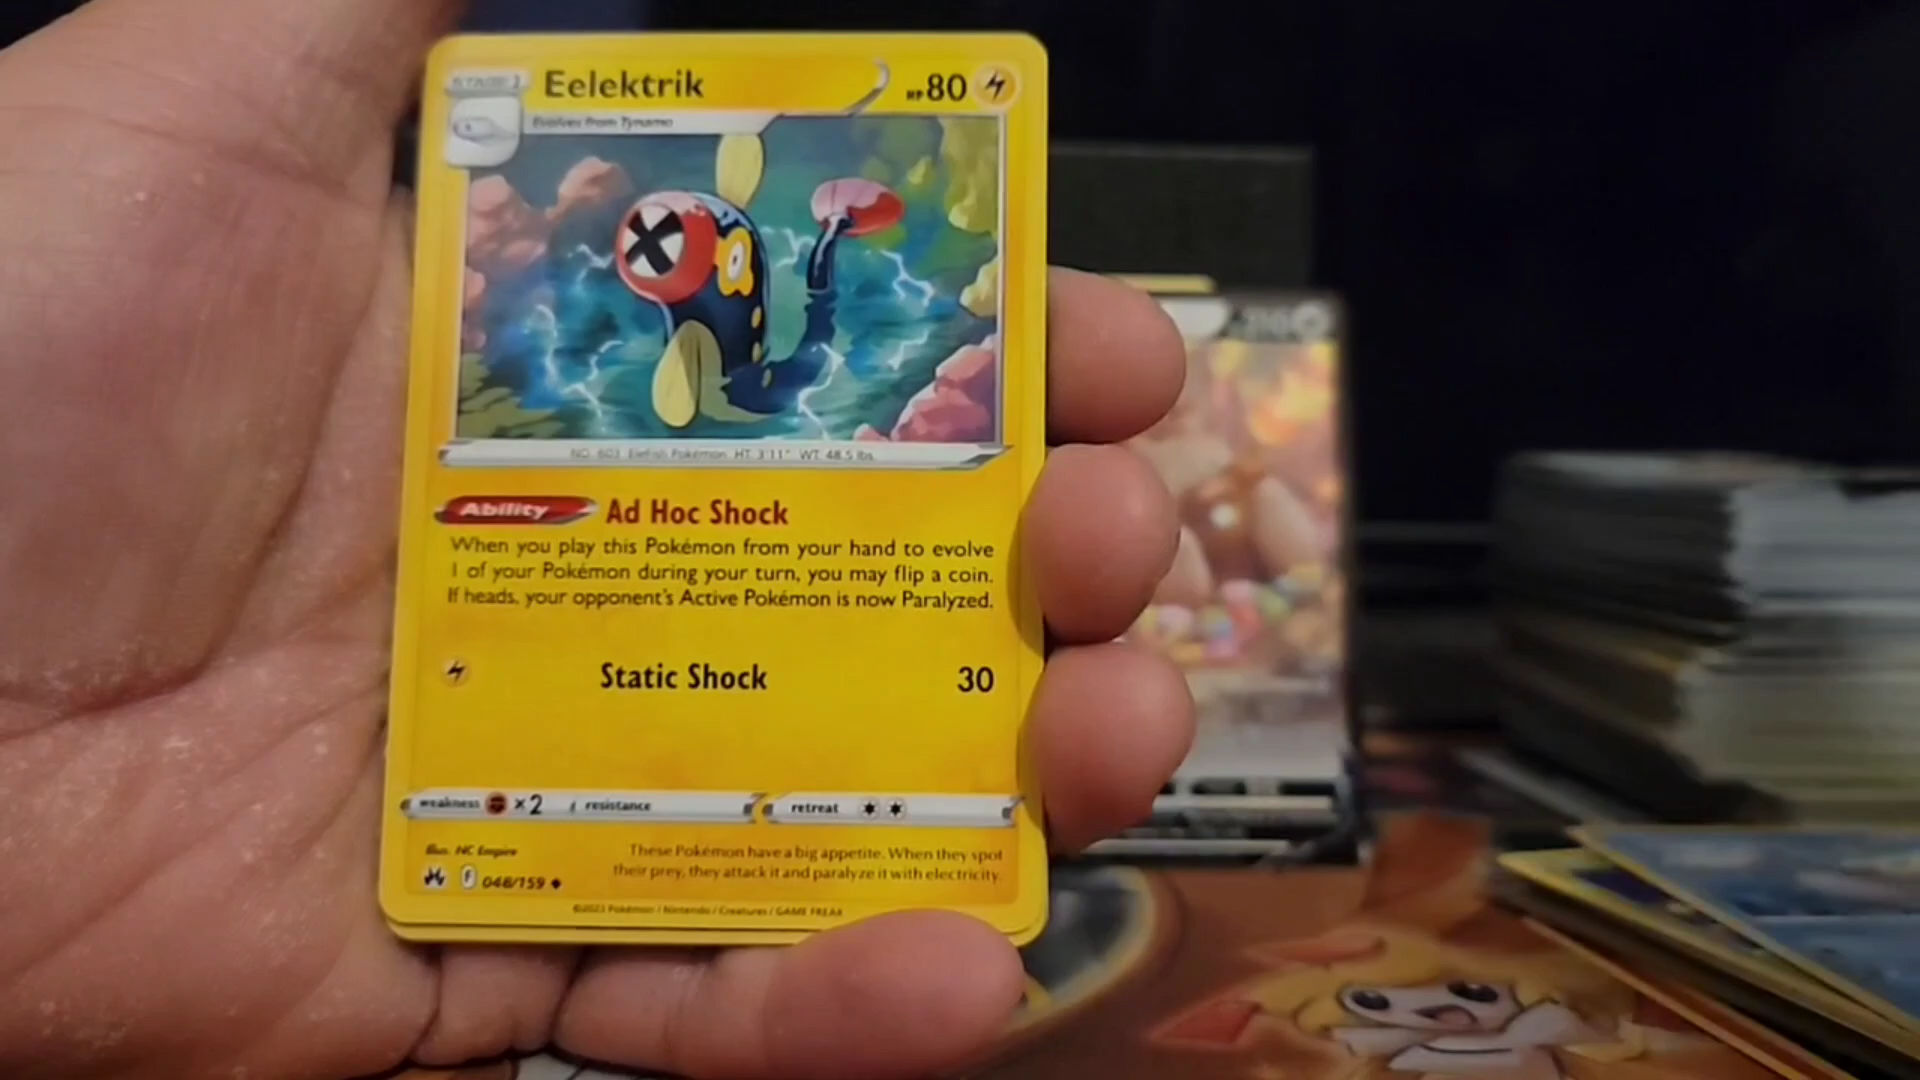 STAGE 1
Eelektrik
HP 80
Evolves from Tynamo
NO. 603 Elefish Pokémon HT: 3'11" WT: 48.5 lbs.
Ability Ad Hoc Shock
When you play this Pokémon from your hand to evolve
1 of your Pokémon during your turn, you may flip a coin.
If heads, your opponent's Active Pokémon is now Paralyzed.
Static Shock 30
weakness ×2 resistance retreat
Illus. NC Empire
These Pokémon have a big appetite. When they spot
their prey, they attack it and paralyze it with electricity.
F 048/159
©2023 Pokémon / Nintendo / Creatures / GAME FREAK